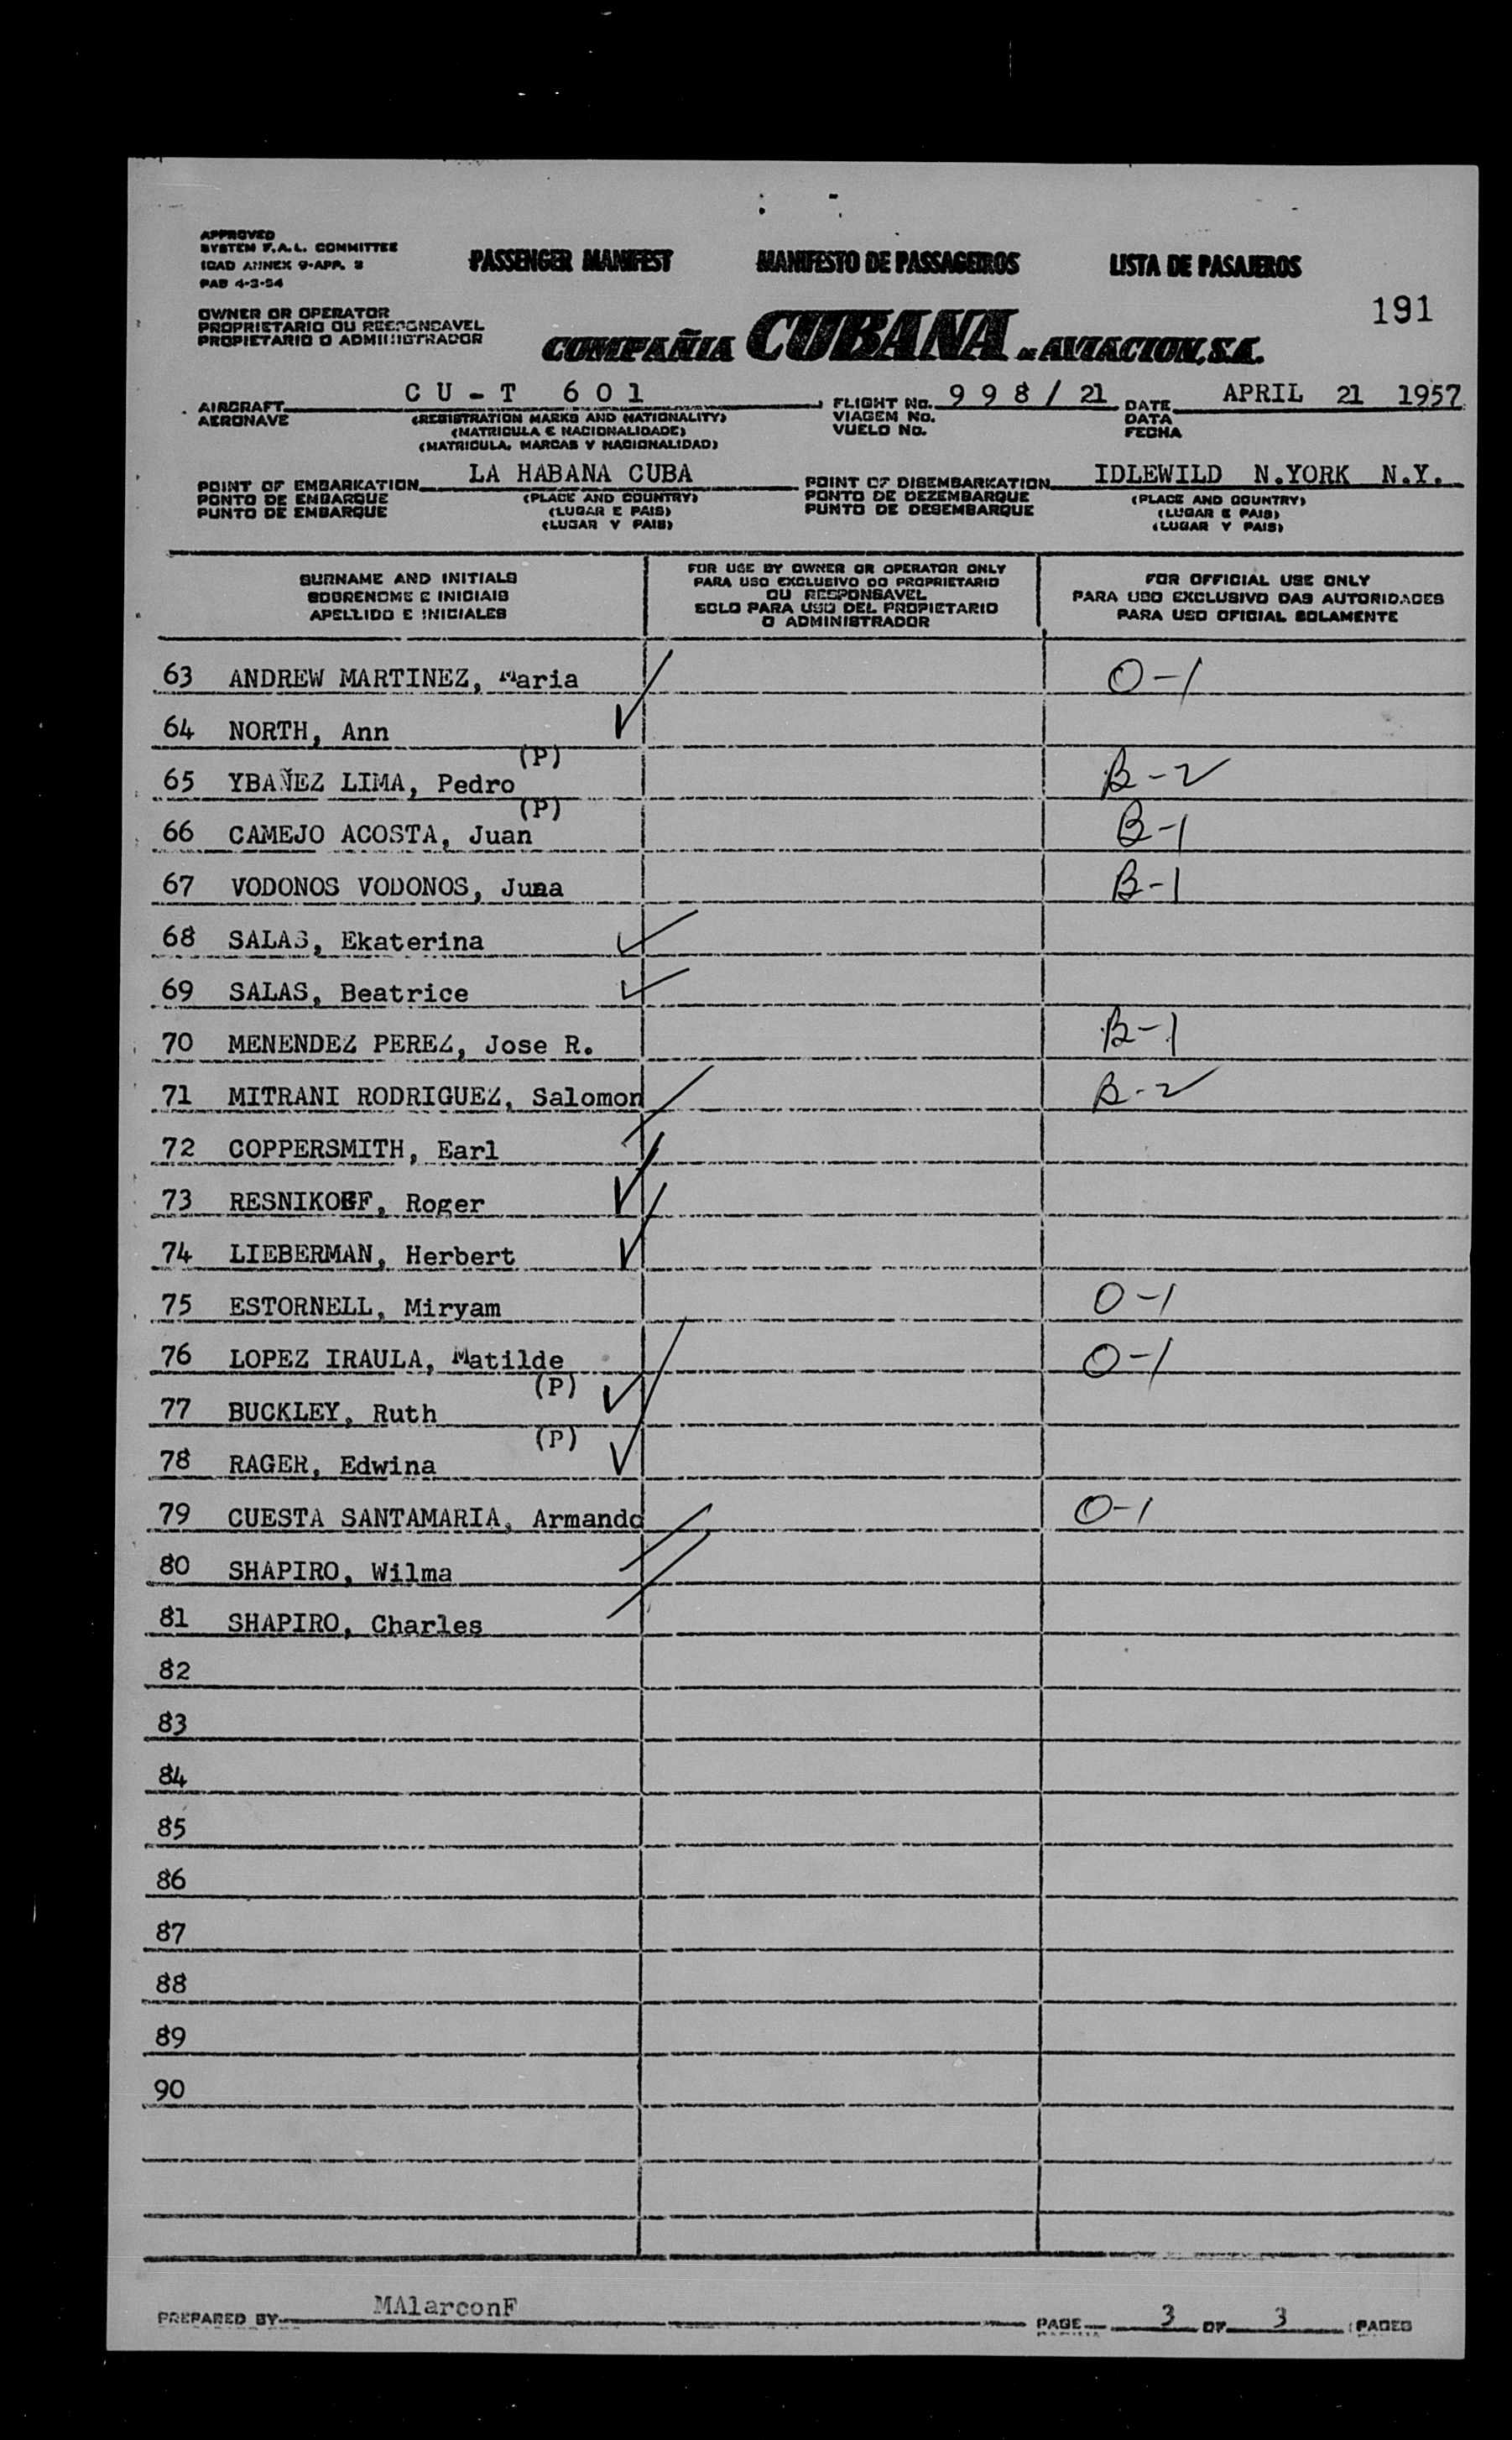 APPROVED
SYSTEM F.A.L. COMMITTEE
ICAO ANNEX 9-APP. 3
PAB 4-3-54
PASSENGER MANIFEST MANIFESTO DE PASSAGEIROS LISTA DE PASAJEROS
191
OWNER OR OPERATOR
PROPRIETARIO OU RESPONSAVEL
PROPIETARIO O ADMINISTRADOR
COMPAÑIA CUBANA DE AVIACION, S.A.
AIRCRAFT CU-T 601 FLIGHT No. 998/21 DATE APRIL 21 1957
AERONAVE (REGISTRATION MARKS AND NATIONALITY) VIAGEM No. DATA
(MATRICULA E NACIONALIDADE) VUELO No. FECHA
(MATRICULA, MARCAS Y NACIONALIDAD)
POINT OF EMBARKATION LA HABANA CUBA POINT OF DISEMBARKATION IDLEWILD N.YORK N.Y.
PONTO DE EMBARQUE (PLACE AND COUNTRY) PONTO DE DEZEMBARQUE (PLACE AND COUNTRY)
PUNTO DE EMBARQUE (LUGAR E PAIS) PUNTO DE DESEMBARQUE (LUGAR E PAIS)
(LUGAR Y PAIS) (LUGAR Y PAIS)
SURNAME AND INITIALS
SOBRENOME E INICIAIS
APELLIDO E INICIALES
FOR USE BY OWNER OR OPERATOR ONLY
PARA USO EXCLUSIVO DO PROPRIETARIO
OU RESPONSAVEL
SOLO PARA USO DEL PROPIETARIO
O ADMINISTRADOR
FOR OFFICIAL USE ONLY
PARA USO EXCLUSIVO DAS AUTORIDADES
PARA USO OFICIAL SOLAMENTE
63 ANDREW MARTINEZ, Maria O-1
64 NORTH, Ann
65 YBAÑEZ LIMA, Pedro (P) B-2
66 CAMEJO ACOSTA, Juan (P) B-1
67 VODONOS VODONOS, Juna B-1
68 SALAS, Ekaterina
69 SALAS, Beatrice
70 MENENDEZ PEREZ, Jose R. B-1
71 MITRANI RODRIGUEZ, Salomon B-2
72 COPPERSMITH, Earl
73 RESNIKOFF, Roger
74 LIEBERMAN, Herbert
75 ESTORNELL, Miryam O-1
76 LOPEZ IRAULA, Matilde O-1
77 BUCKLEY, Ruth (P)
78 RAGER, Edwina (P)
79 CUESTA SANTAMARIA, Armando O-1
80 SHAPIRO, Wilma
81 SHAPIRO, Charles
82
83
84
85
86
87
88
89
90
PREPARED BY MAlarconF PAGE 3 OF 3 PAGES